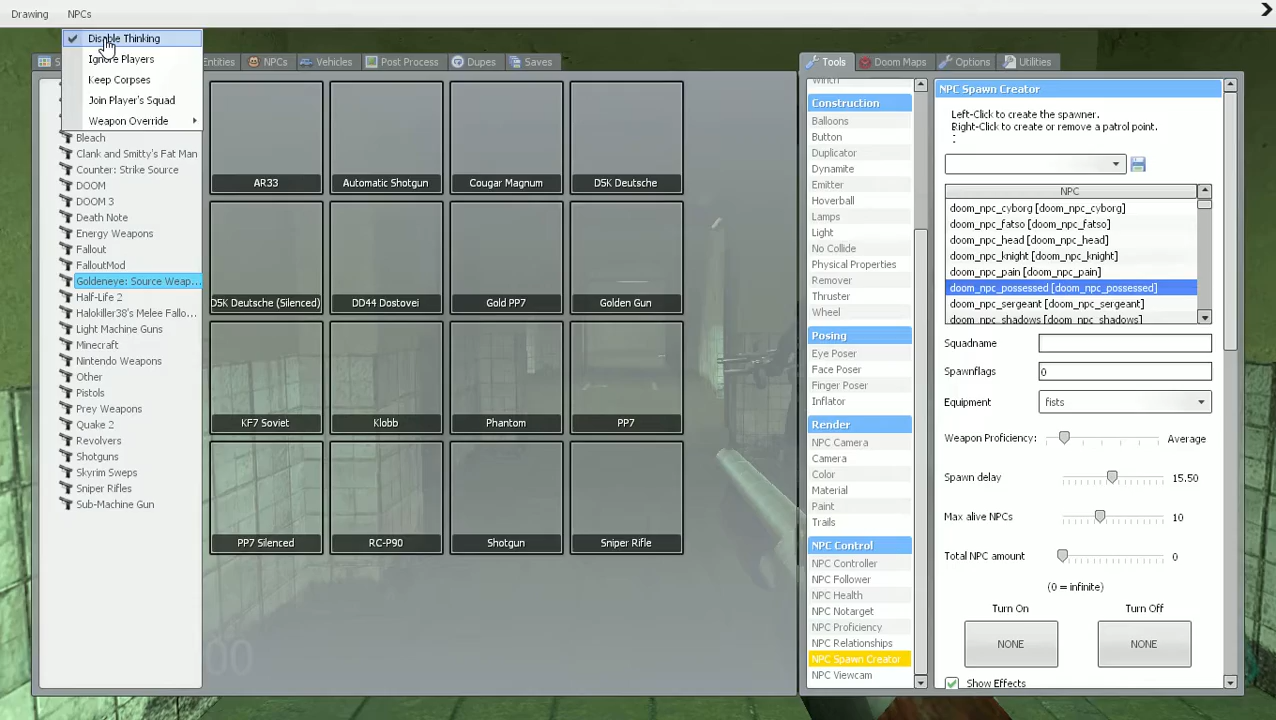 Drawing
NPCs
Disable Thinking
Ignore Players
Keep Corpses
Join Player's Squad
Weapon Override
Entities
NPCs
Vehicles
Post Process
Dupes
Saves
Bleach
Clank and Smitty's Fat Man
Counter: Strike Source
DOOM
DOOM 3
Death Note
Energy Weapons
Fallout
FalloutMod
Goldeneye: Source Weap...
Half-Life 2
Halokiller38's Melee Fallo...
Light Machine Guns
Minecraft
Nintendo Weapons
Other
Pistols
Prey Weapons
Quake 2
Revolvers
Shotguns
Skyrim Sweps
Sniper Rifles
Sub-Machine Gun
AR33
Automatic Shotgun
Cougar Magnum
D5K Deutsche
D5K Deutsche (Silenced)
DD44 Dostovei
Gold PP7
Golden Gun
KF7 Soviet
Klobb
Phantom
PP7
PP7 Silenced
RC-P90
Shotgun
Sniper Rifle
Tools
Doom Maps
Options
Utilities
Winch
Construction
Balloons
Button
Duplicator
Dynamite
Emitter
Hoverball
Lamps
Light
No Collide
Physical Properties
Remover
Thruster
Wheel
Posing
Eye Poser
Face Poser
Finger Poser
Inflator
Render
NPC Camera
Camera
Color
Material
Paint
Trails
NPC Control
NPC Controller
NPC Follower
NPC Health
NPC Notarget
NPC Proficiency
NPC Relationships
NPC Spawn Creator
NPC Viewcam
NPC Spawn Creator
Left-Click to create the spawner.
Right-Click to create or remove a patrol point.
:
NPC
doom_npc_cyborg [doom_npc_cyborg]
doom_npc_fatso [doom_npc_fatso]
doom_npc_head [doom_npc_head]
doom_npc_knight [doom_npc_knight]
doom_npc_pain [doom_npc_pain]
doom_npc_possessed [doom_npc_possessed]
doom_npc_sergeant [doom_npc_sergeant]
doom_npc_shadows [doom_npc_shadows]
Squadname
Spawnflags 0
Equipment fists
Weapon Proficiency: Average
Spawn delay 15.50
Max alive NPCs 10
Total NPC amount 0
(0 = infinite)
Turn On Turn Off
NONE NONE
Show Effects